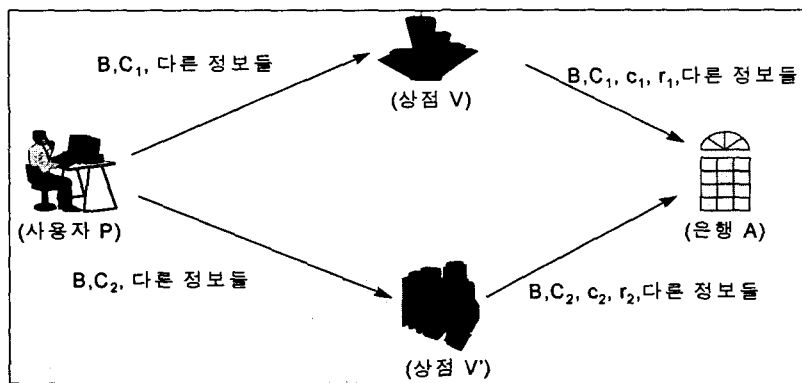 B,C₁, 다른 정보들
(상점 V)
B,C₁, c₁, r₁,다른 정보들
(사용자 P)
(은행 A)
B,C₂, 다른 정보들
B,C₂, c₂, r₂,다른 정보들
(상점 V')